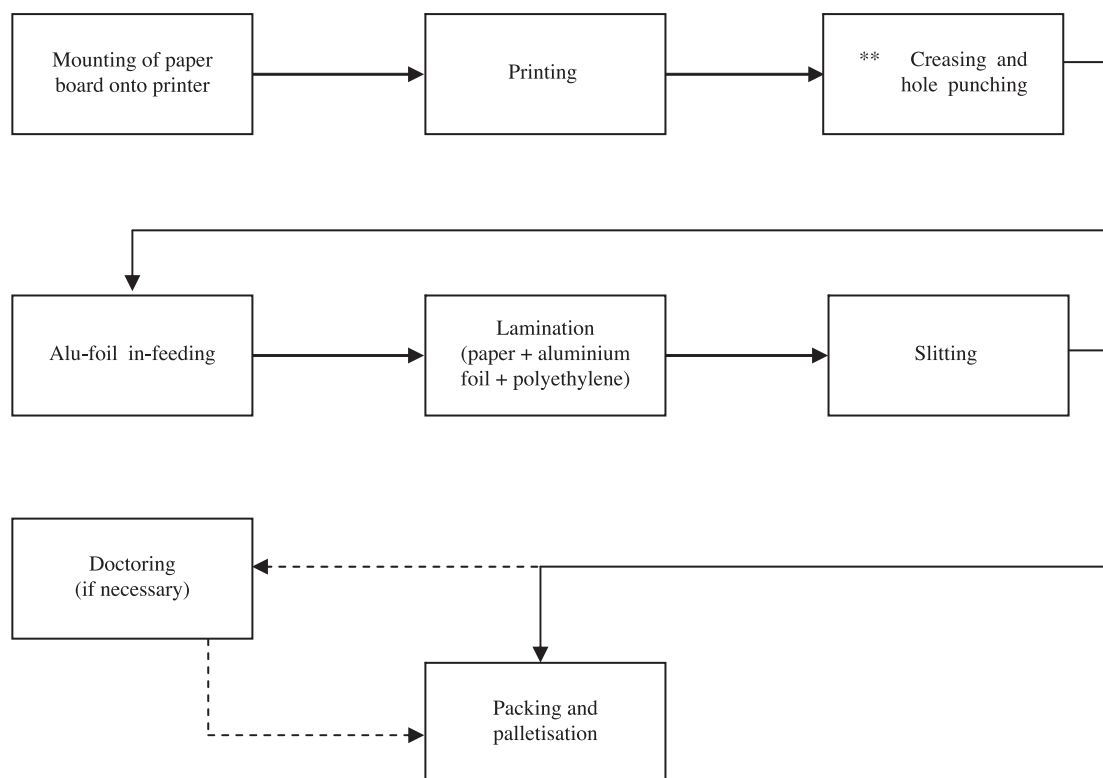 Mounting of paper
board onto printer
Printing
** Creasing and
hole punching
Alu-foil in-feeding
Lamination
(paper + aluminium
foil + polyethylene)
Slitting
Doctoring
(if necessary)
Packing and
palletisation